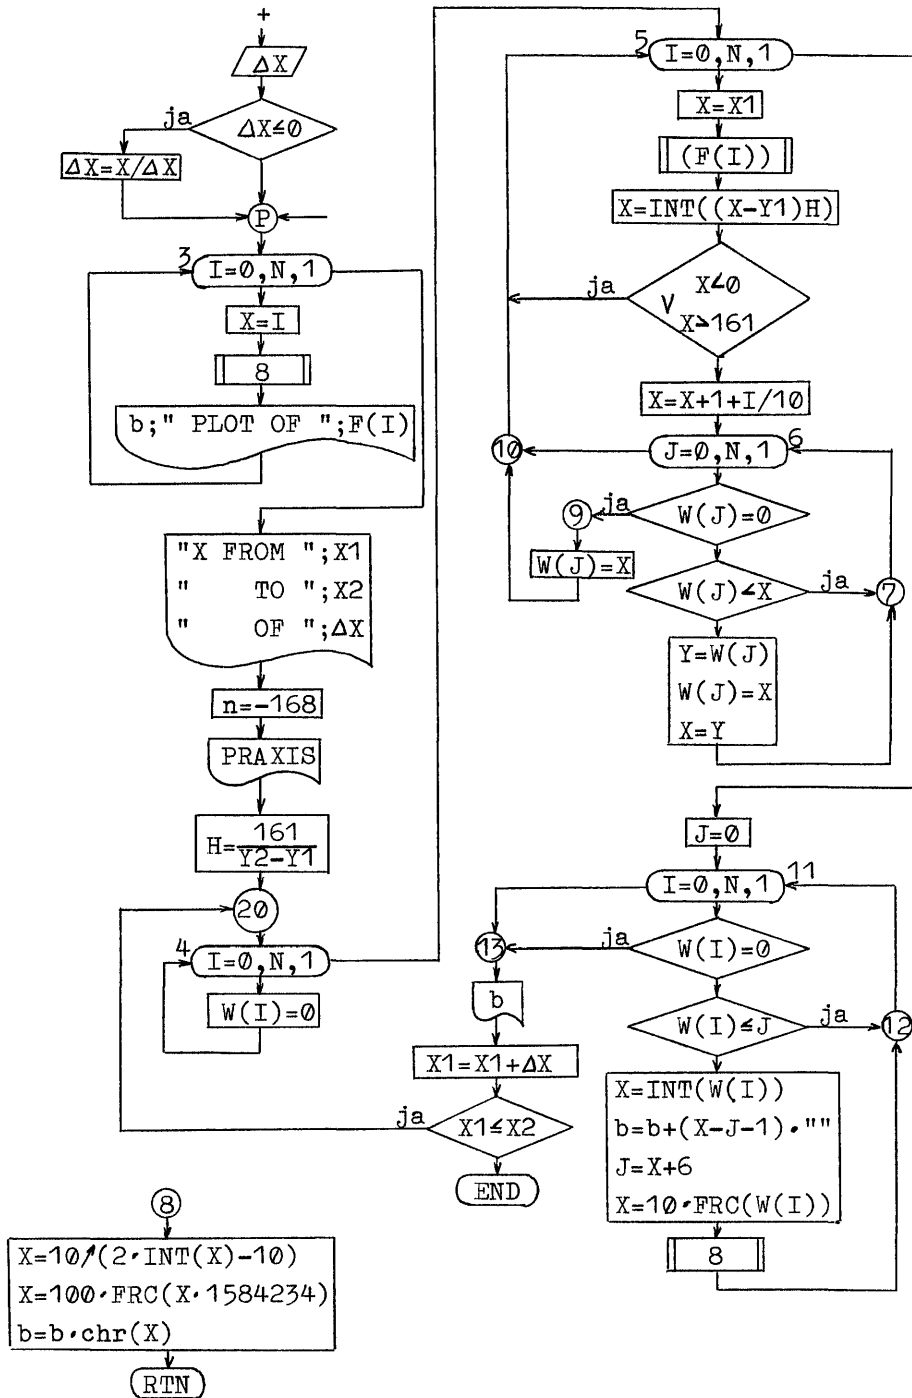 +
ΔX
ja
ΔX≤0
ΔX=X/ΔX
P
3
I=0,N,1
X=I
8
b;" PLOT OF ";F(I)
"X FROM ";X1
" TO ";X2
" OF ";ΔX
n=-168
PRAXIS
H=161/Y2-Y1
20
4
I=0,N,1
W(I)=0
5
I=0,N,1
X=X1
(F(I))
X=INT((X-Y1)H)
ja
X<0
V
X>161
X=X+1+I/10
10
J=0,N,1
6
9
ja
W(J)=0
W(J)=X
W(J)<X
ja
7
Y=W(J)
W(J)=X
X=Y
J=0
I=0,N,1
11
13
ja
W(I)=0
b
W(I)≤J
ja
12
X1=X1+ΔX
ja
X1≤X2
END
X=INT(W(I))
b=b+(X-J-1)·""
J=X+6
X=10·FRC(W(I))
8
8
X=10↑(2·INT(X)-10)
X=100·FRC(X·1584234)
b=b·chr(X)
RTN